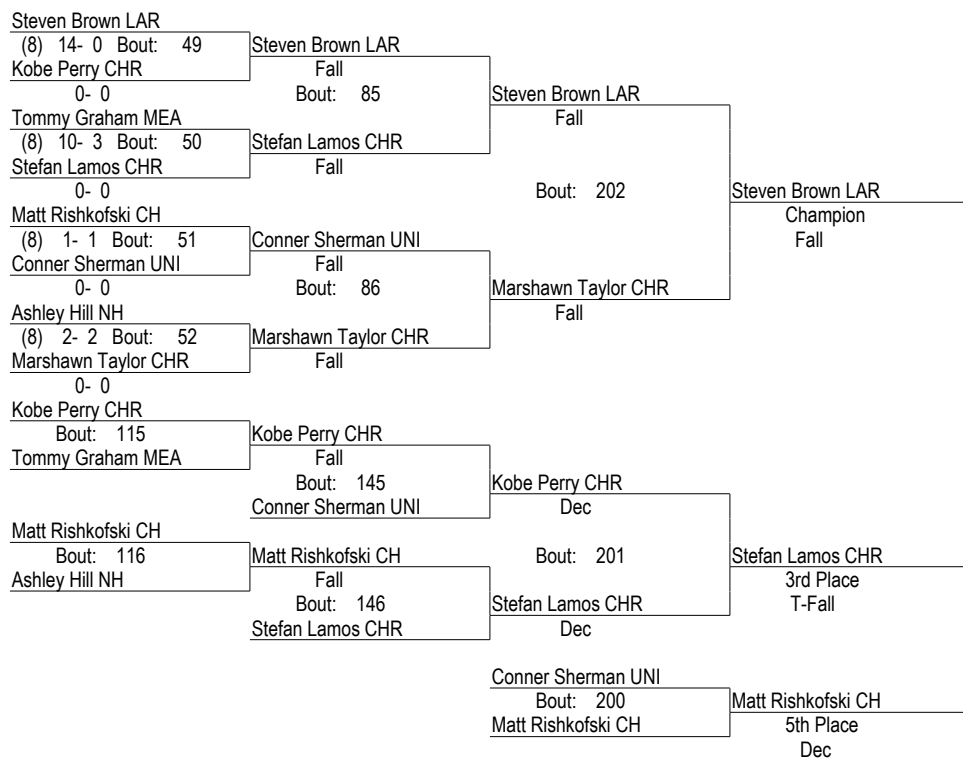 Steven Brown LAR
(8) 14- 0 Bout: 49
Steven Brown LAR
Kobe Perry CHR
Fall
0- 0
Bout: 85
Steven Brown LAR
Tommy Graham MEA
Fall
(8) 10- 3 Bout: 50
Stefan Lamos CHR
Stefan Lamos CHR
Fall
0- 0
Bout: 202
Steven Brown LAR
Matt Rishkofski CH
Champion
(8) 1- 1 Bout: 51
Conner Sherman UNI
Fall
Conner Sherman UNI
Fall
0- 0
Bout: 86
Marshawn Taylor CHR
Ashley Hill NH
Fall
(8) 2- 2 Bout: 52
Marshawn Taylor CHR
Marshawn Taylor CHR
Fall
0- 0
Kobe Perry CHR
Bout: 115
Kobe Perry CHR
Tommy Graham MEA
Fall
Bout: 145
Kobe Perry CHR
Conner Sherman UNI
Dec
Matt Rishkofski CH
Bout: 116
Matt Rishkofski CH
Bout: 201
Stefan Lamos CHR
Ashley Hill NH
Fall
3rd Place
Bout: 146
Stefan Lamos CHR
T-Fall
Stefan Lamos CHR
Dec
Conner Sherman UNI
Bout: 200
Matt Rishkofski CH
Matt Rishkofski CH
5th Place
Dec